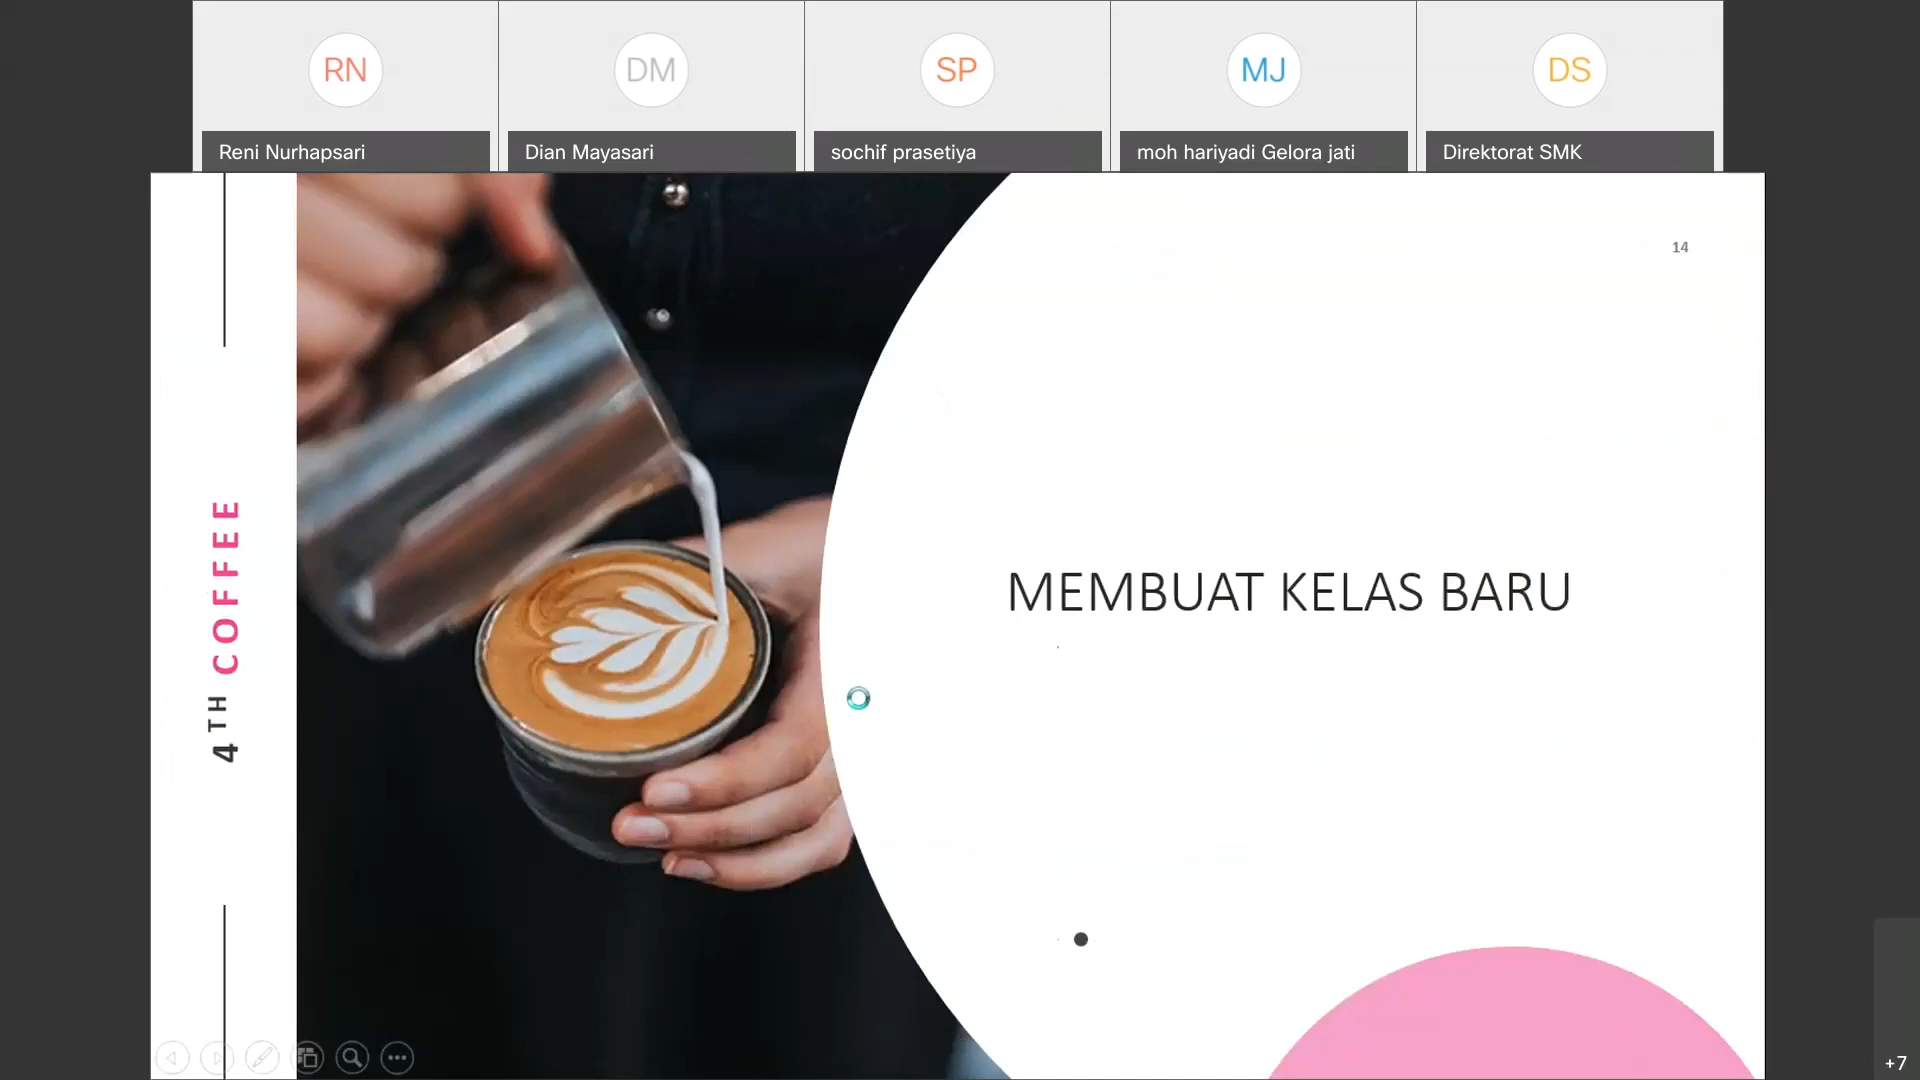 RN
DM
SP
MJ
DS
Reni Nurhapsari
Dian Mayasari
sochif prasetiya
moh hariyadi Gelora jati
Direktorat SMK
14
4TH COFFEE
MEMBUAT KELAS BARU
+7